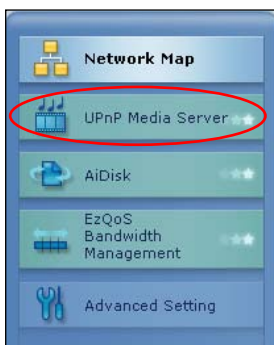 Network Map
UPnP Media Server
AiDisk
EzQoS
Bandwidth
Management
Advanced Setting